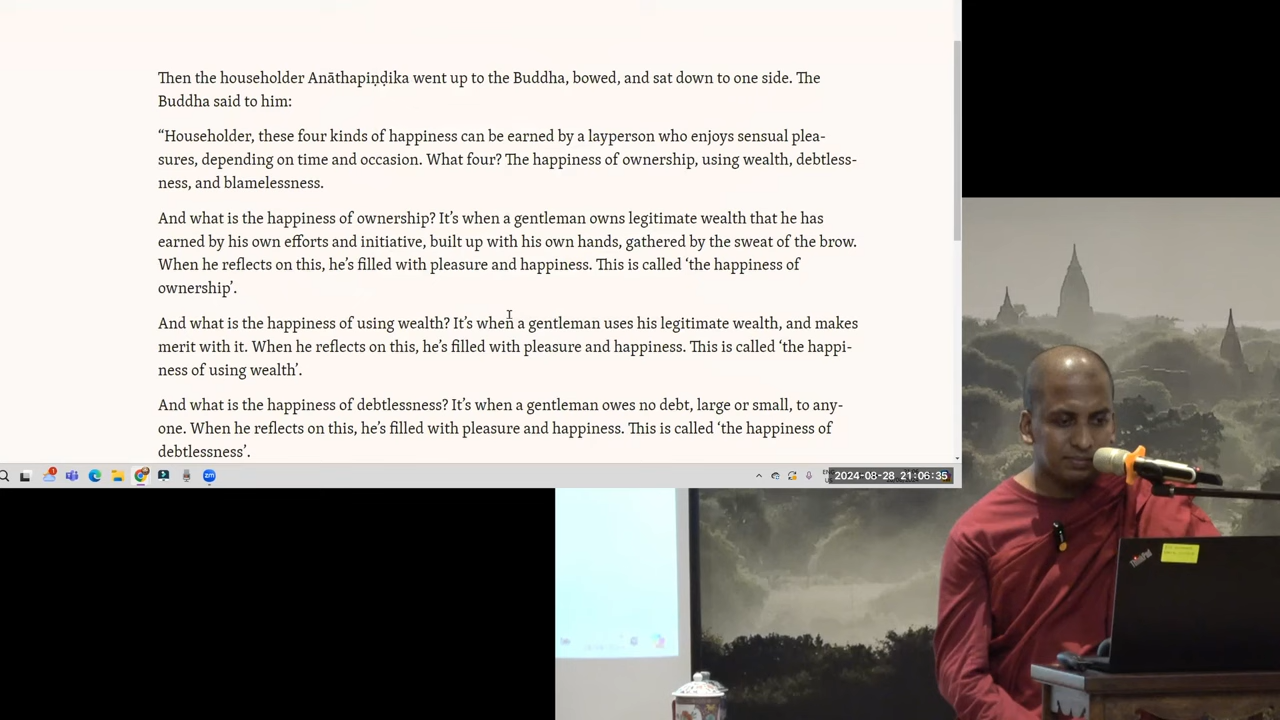 Then the householder Anāthapiṇḍika went up to the Buddha, bowed, and sat down to one side. The
Buddha said to him:
“Householder, these four kinds of happiness can be earned by a layperson who enjoys sensual plea-
sures, depending on time and occasion. What four? The happiness of ownership, using wealth, debtless-
ness, and blamelessness.
And what is the happiness of ownership? It’s when a gentleman owns legitimate wealth that he has
earned by his own efforts and initiative, built up with his own hands, gathered by the sweat of the brow.
When he reflects on this, he’s filled with pleasure and happiness. This is called ‘the happiness of
ownership’.
And what is the happiness of using wealth? It’s when a gentleman uses his legitimate wealth, and makes
merit with it. When he reflects on this, he’s filled with pleasure and happiness. This is called ‘the happi-
ness of using wealth’.
And what is the happiness of debtlessness? It’s when a gentleman owes no debt, large or small, to any-
one. When he reflects on this, he’s filled with pleasure and happiness. This is called ‘the happiness of
debtlessness’.
2024-08-28 21:06:35
ThinkPad